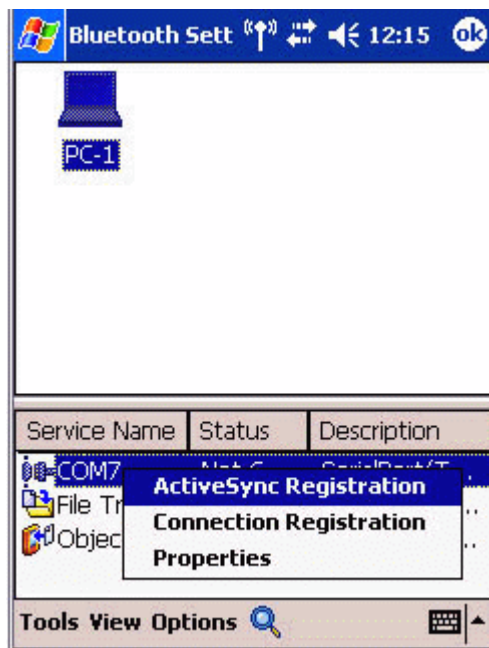 Bluetooth Sett 12:15 ok
PC-1
Service Name Status Description
COM7
ActiveSync Registration
File Tr ..
Connection Registration
Objec ..
Properties
Tools View Options